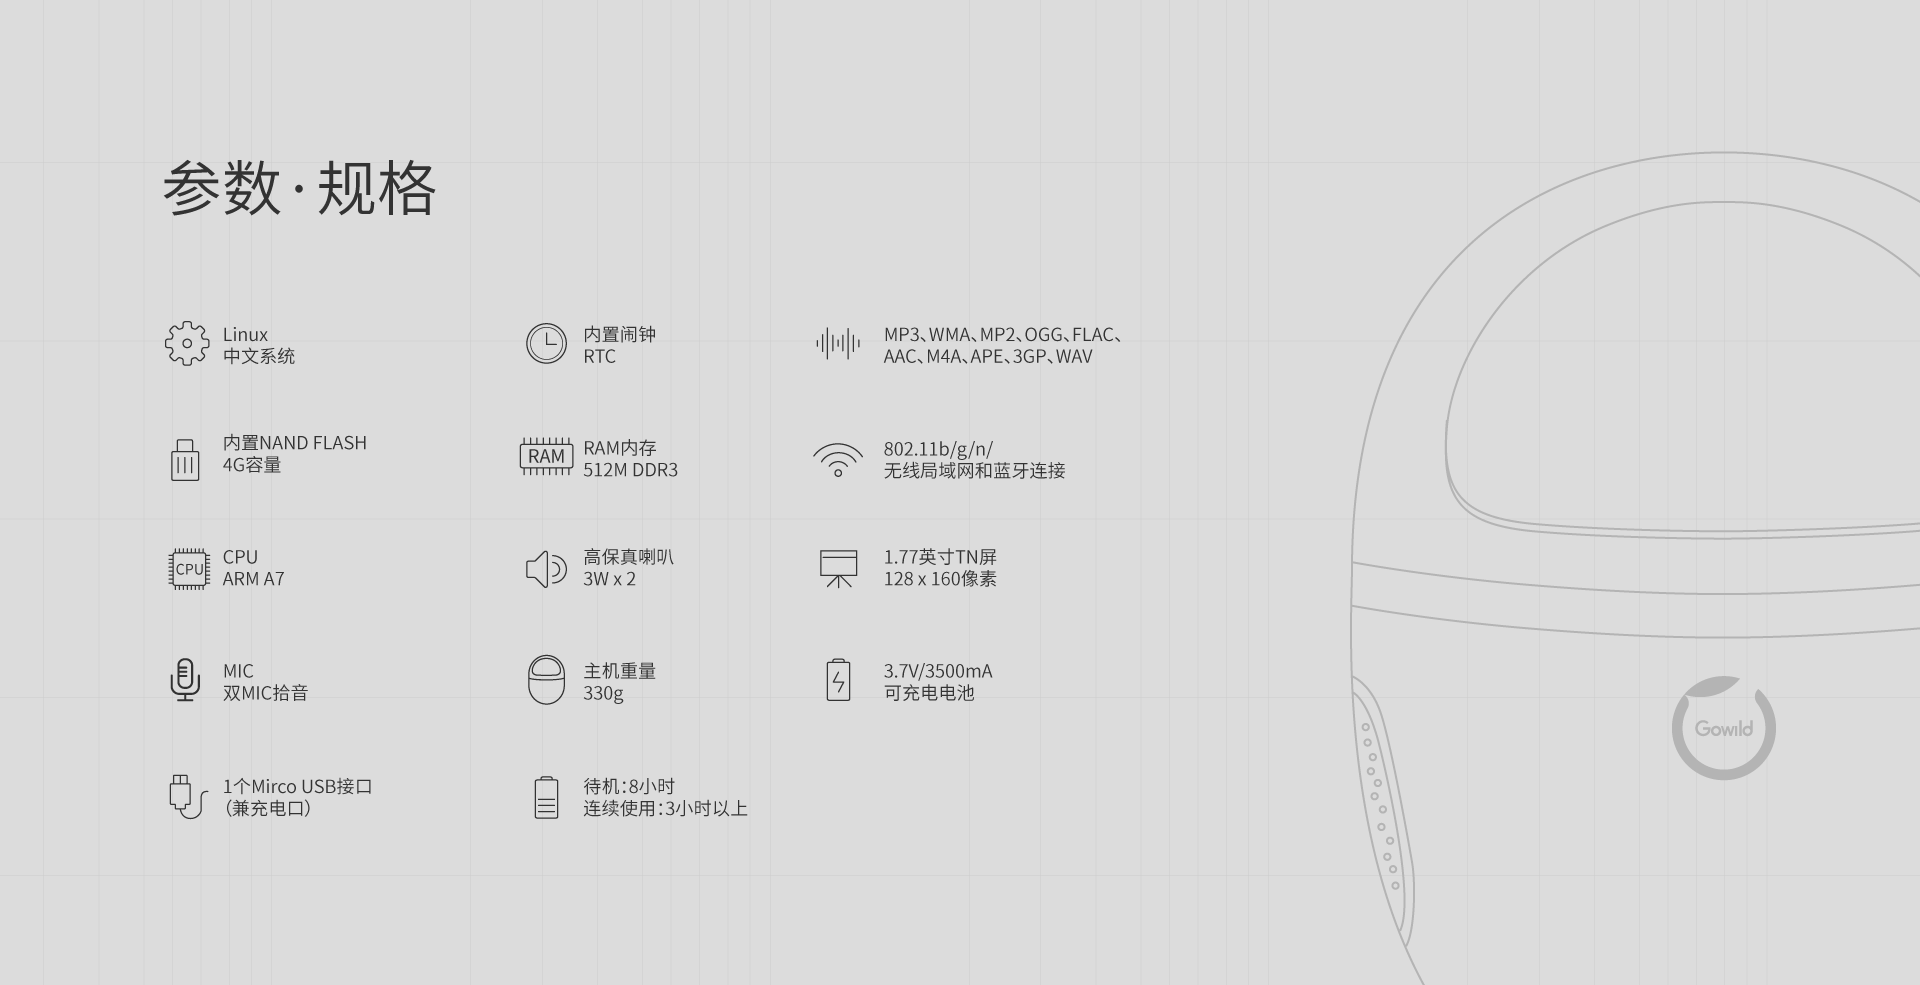 参数·规格
Linux
中文系统
内置闹钟
RTC
MP3、WMA、MP2、OGG、FLAC、
AAC、M4A、APE、3GP、WAV
内置NAND FLASH
4G容量
RAM
RAM内存
512M DDR3
802.11b/g/n/
无线局域网和蓝牙连接
CPU
CPU
ARM A7
高保真喇叭
3W x 2
1.77英寸TN屏
128 x 160像素
MIC
双MIC拾音
主机重量
330g
3.7V/3500mA
可充电电池
Gowild
1个Mirco USB接口
(兼充电口)
待机:8小时
连续使用:3小时以上